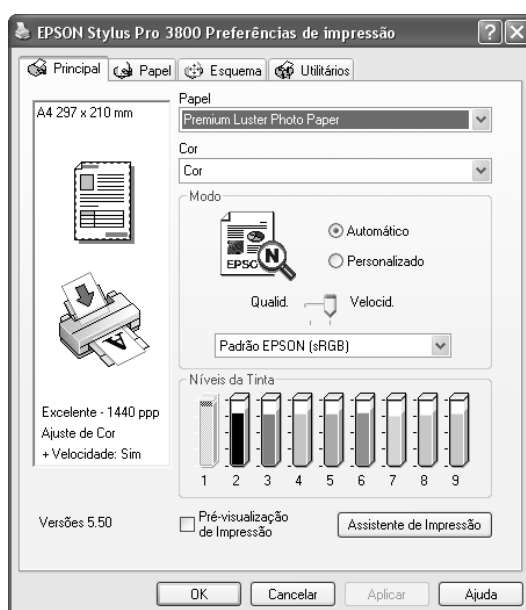 EPSON Stylus Pro 3800 Preferências de impressão
Principal Papel Esquema Utilitários
A4 297 x 210 mm
Papel
Premium Luster Photo Paper
Cor
Cor
Modo
EPSO N
Automático
Personalizado
Qualid. Velocid.
Padrão EPSON (sRGB)
Níveis da Tinta
1 2 3 4 5 6 7 8 9
Excelente - 1440 ppp
Ajuste de Cor
+ Velocidade: Sim
Versões 5.50
Pré-visualização
de Impressão
Assistente de Impressão
OK Cancelar Aplicar Ajuda